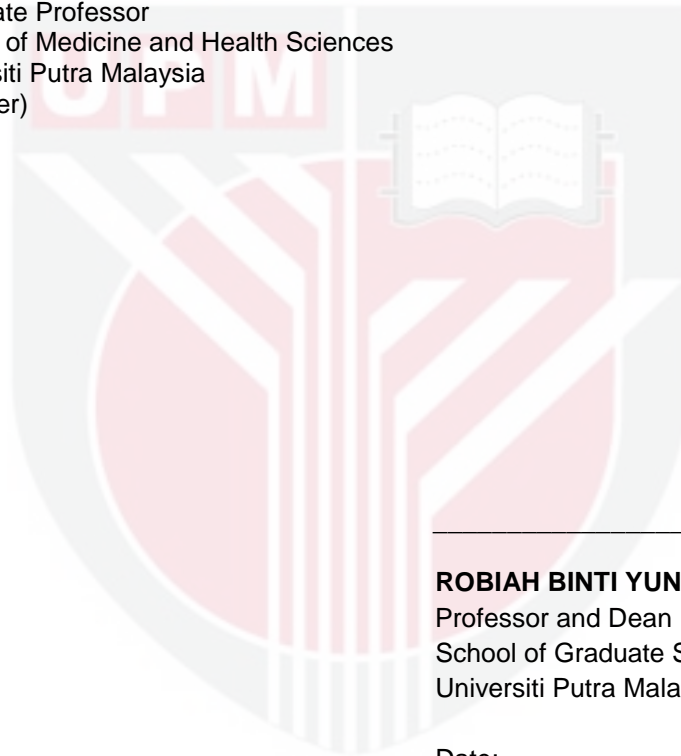 ate Professor
of Medicine and Health Sciences
siti Putra Malaysia
er)
UPM
ROBIAH BINTI YUN
Professor and Dean
School of Graduate S
Universiti Putra Mala
Date: